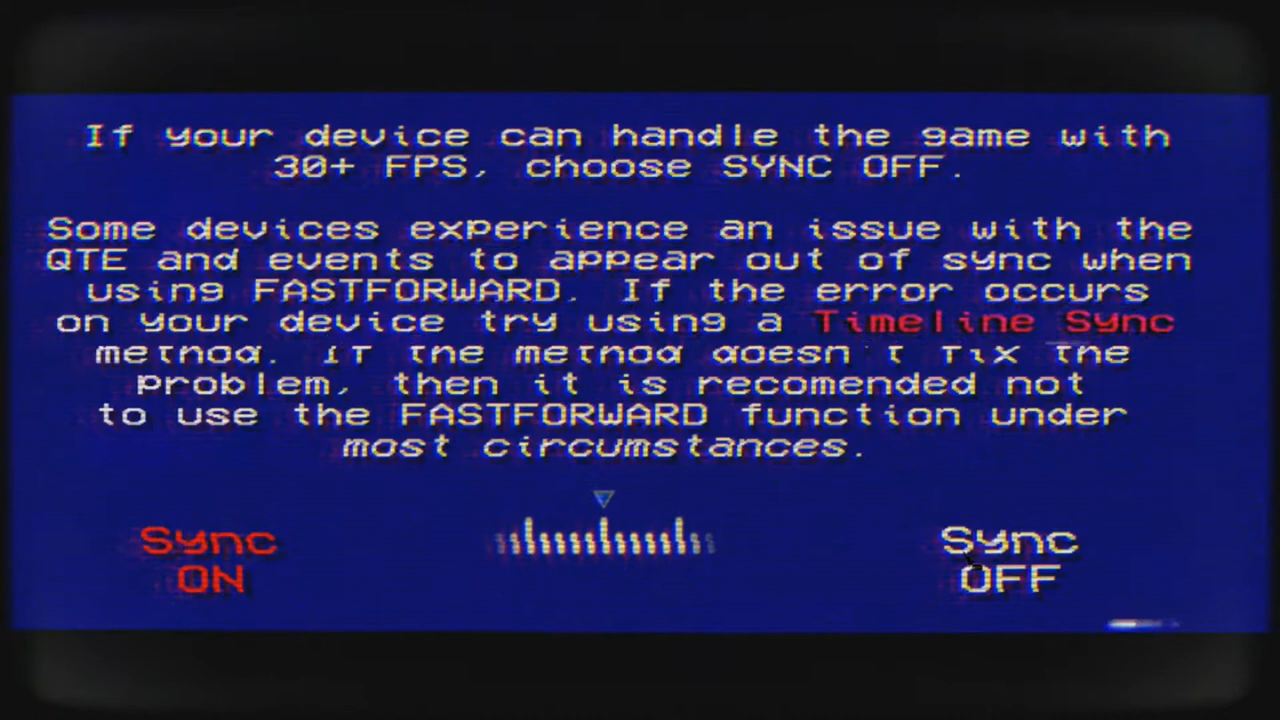 If your device can handle the game with
30+ FPS, choose SYNC OFF.
Some devices experience an issue with the
QTE and events to appear out of sync when
using FASTFORWARD. If the error occurs
on your device try using a Timeline Sync
method. If the method doesn't fix the
problem, then it is recomended not
to use the FASTFORWARD function under
most circumstances.
Sync
ON
Sync
OFF